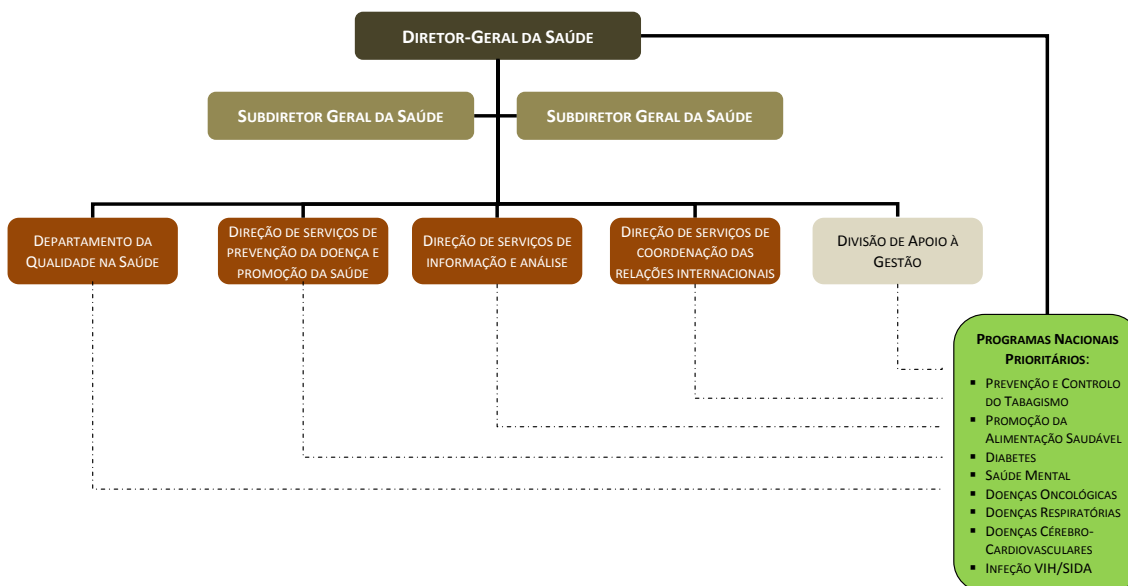 DIRETOR-GERAL DA SAÚDE
SUBDIRETOR GERAL DA SAÚDE
SUBDIRETOR GERAL DA SAÚDE
DEPARTAMENTO DA
QUALIDADE NA SAÚDE
DIREÇÃO DE SERVIÇOS DE
PREVENÇÃO DA DOENÇA E
PROMOÇÃO DA SAÚDE
DIREÇÃO DE SERVIÇOS DE
INFORMAÇÃO E ANÁLISE
DIREÇÃO DE SERVIÇOS DE
COORDENAÇÃO DAS
RELAÇÕES INTERNACIONAIS
DIVISÃO DE APOIO À
GESTÃO
PROGRAMAS NACIONAIS
PRIORITÁRIOS:
▪ PREVENÇÃO E CONTROLO
DO TABAGISMO
▪ PROMOÇÃO DA
ALIMENTAÇÃO SAUDÁVEL
▪ DIABETES
▪ SAÚDE MENTAL
▪ DOENÇAS ONCOLÓGICAS
▪ DOENÇAS RESPIRATÓRIAS
▪ DOENÇAS CÉREBRO-
CARDIOVASCULARES
▪ INFEÇÃO VIH/SIDA